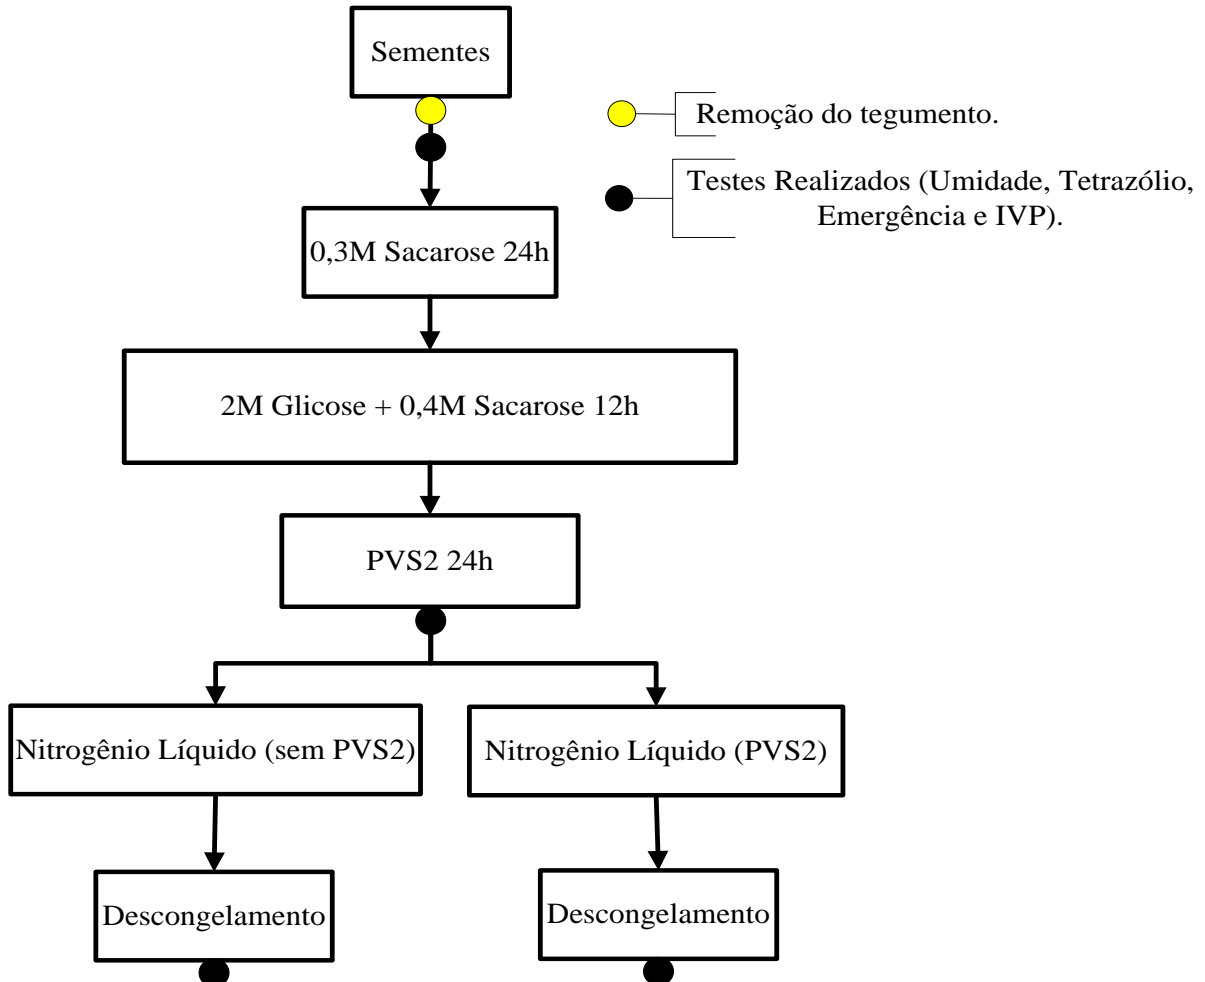 Sementes
Remoção do tegumento.
Testes Realizados (Umidade, Tetrazólio,
Emergência e IVP).
0,3M Sacarose 24h
2M Glicose + 0,4M Sacarose 12h
PVS2 24h
Nitrogênio Líquido (sem PVS2)
Nitrogênio Líquido (PVS2)
Descongelamento
Descongelamento